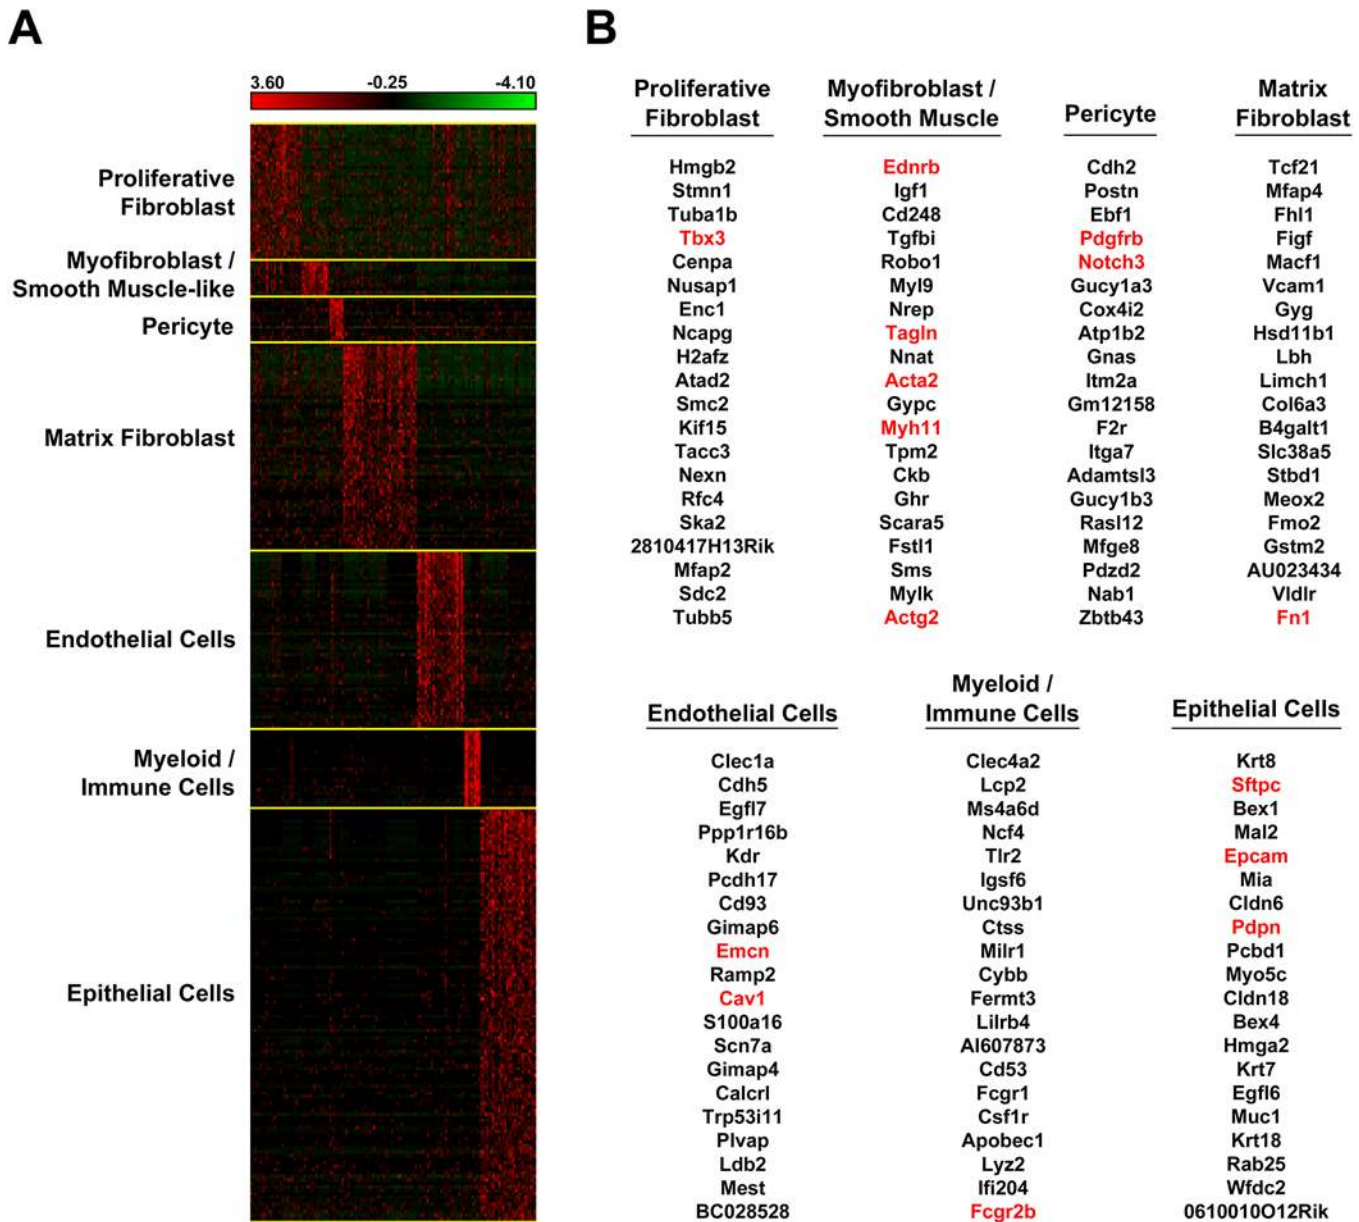 A
B
3.60 -0.25 -4.10
Proliferative
Fibroblast
Myofibroblast /
Smooth Muscle-like
Pericyte
Matrix Fibroblast
Endothelial Cells
Myeloid /
Immune Cells
Epithelial Cells
Proliferative
Fibroblast
Hmgb2
Stmn1
Tuba1b
Tbx3
Cenpa
Nusap1
Enc1
Ncapg
H2afz
Atad2
Smc2
Kif15
Tacc3
Nexn
Rfc4
Ska2
2810417H13Rik
Mfap2
Sdc2
Tubb5
Myofibroblast /
Smooth Muscle
Ednrb
Igf1
Cd248
Tgfbi
Robo1
Myl9
Nrep
Tagln
Nnat
Acta2
Gypc
Myh11
Tpm2
Ckb
Ghr
Scara5
Fstl1
Sms
Mylk
Actg2
Pericyte
Cdh2
Postn
Ebf1
Pdgfrb
Notch3
Gucy1a3
Cox4i2
Atp1b2
Gnas
Itm2a
Gm12158
F2r
Itga7
Adamtsl3
Gucy1b3
Rasl12
Mfge8
Pdzd2
Nab1
Zbtb43
Matrix
Fibroblast
Tcf21
Mfap4
Fhl1
Figf
Macf1
Vcam1
Gyg
Hsd11b1
Lbh
Limch1
Col6a3
B4galt1
Slc38a5
Stbd1
Meox2
Fmo2
Gstm2
AU023434
Vldlr
Fn1
Endothelial Cells
Clec1a
Cdh5
Egfl7
Ppp1r16b
Kdr
Pcdh17
Cd93
Gimap6
Emcn
Ramp2
Cav1
S100a16
Scn7a
Gimap4
Calcrl
Trp53i11
Plvap
Ldb2
Mest
BC028528
Myeloid /
Immune Cells
Clec4a2
Lcp2
Ms4a6d
Ncf4
Tlr2
Igsf6
Unc93b1
Ctss
Milr1
Cybb
Fermt3
Lilrb4
AI607873
Cd53
Fcgr1
Csf1r
Apobec1
Lyz2
Ifi204
Fcgr2b
Epithelial Cells
Krt8
Sftpc
Bex1
Mal2
Epcam
Mia
Cldn6
Pdpn
Pcbd1
Myo5c
Cldn18
Bex4
Hmga2
Krt7
Egfl6
Muc1
Krt18
Rab25
Wfdc2
0610010O12Rik